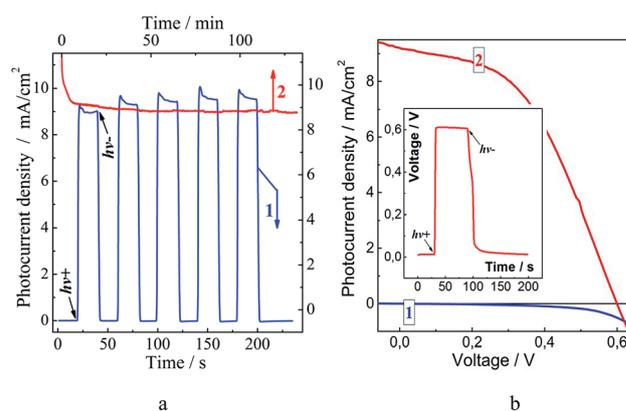 Time / min
0 50 100
Photocurrent density / mA/cm²
10
8
6
4
2
0
10
8
6
4
2
0
2
1
hν+
hν-
0 50 100 150 200
Time / s
a
Photocurrent density / mA/cm²
8
6
4
2
0
2
1
Voltage / V
0,6
0,4
0,2
0,0
hν+
hν-
Time / s
0 50 100 150 200
0,0 0,2 0,4 0,6
Voltage / V
b